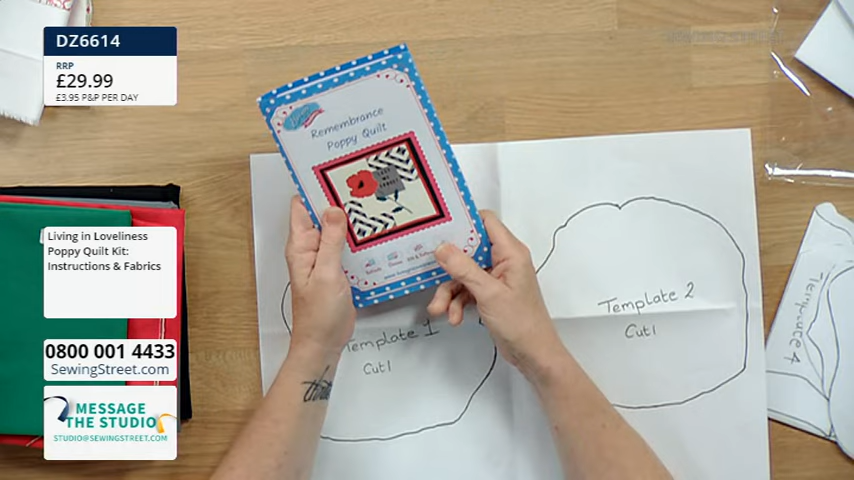 DZ6614
RRP
£29.99
£3.95 P&P PER DAY
Living in Loveliness
Poppy Quilt Kit:
Instructions & Fabrics
0800 001 4433
SewingStreet.com
MESSAGE
THE STUDIO
STUDIO@SEWINGSTREET.COM
Remembrance
Poppy Quilt
Template 1
Cut 1
Template 2
Cut 1
Template 4